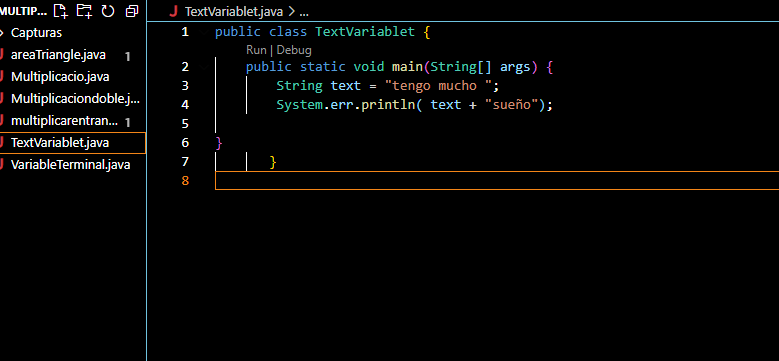 MULTIP...
Capturas
areaTriangle.java 1
Multiplicacio.java
Multiplicaciondoble.j...
multiplicarentran... 1
TextVariablet.java
VariableTerminal.java
TextVariablet.java > ...
1 public class TextVariablet {
Run | Debug
2 public static void main(String[] args) {
3 String text = "tengo mucho ";
4 System.err.println( text + "sueño");
5
6 }
7 }
8